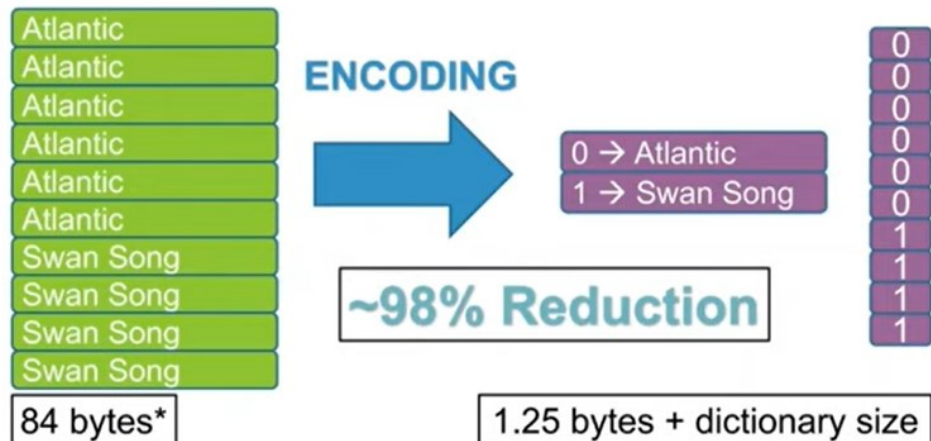 Atlantic
Atlantic
Atlantic
Atlantic
Atlantic
Atlantic
Swan Song
Swan Song
Swan Song
Swan Song
84 bytes*
ENCODING
0 → Atlantic
1 → Swan Song
~98% Reduction
0
0
0
0
0
0
1
1
1
1
1.25 bytes + dictionary size